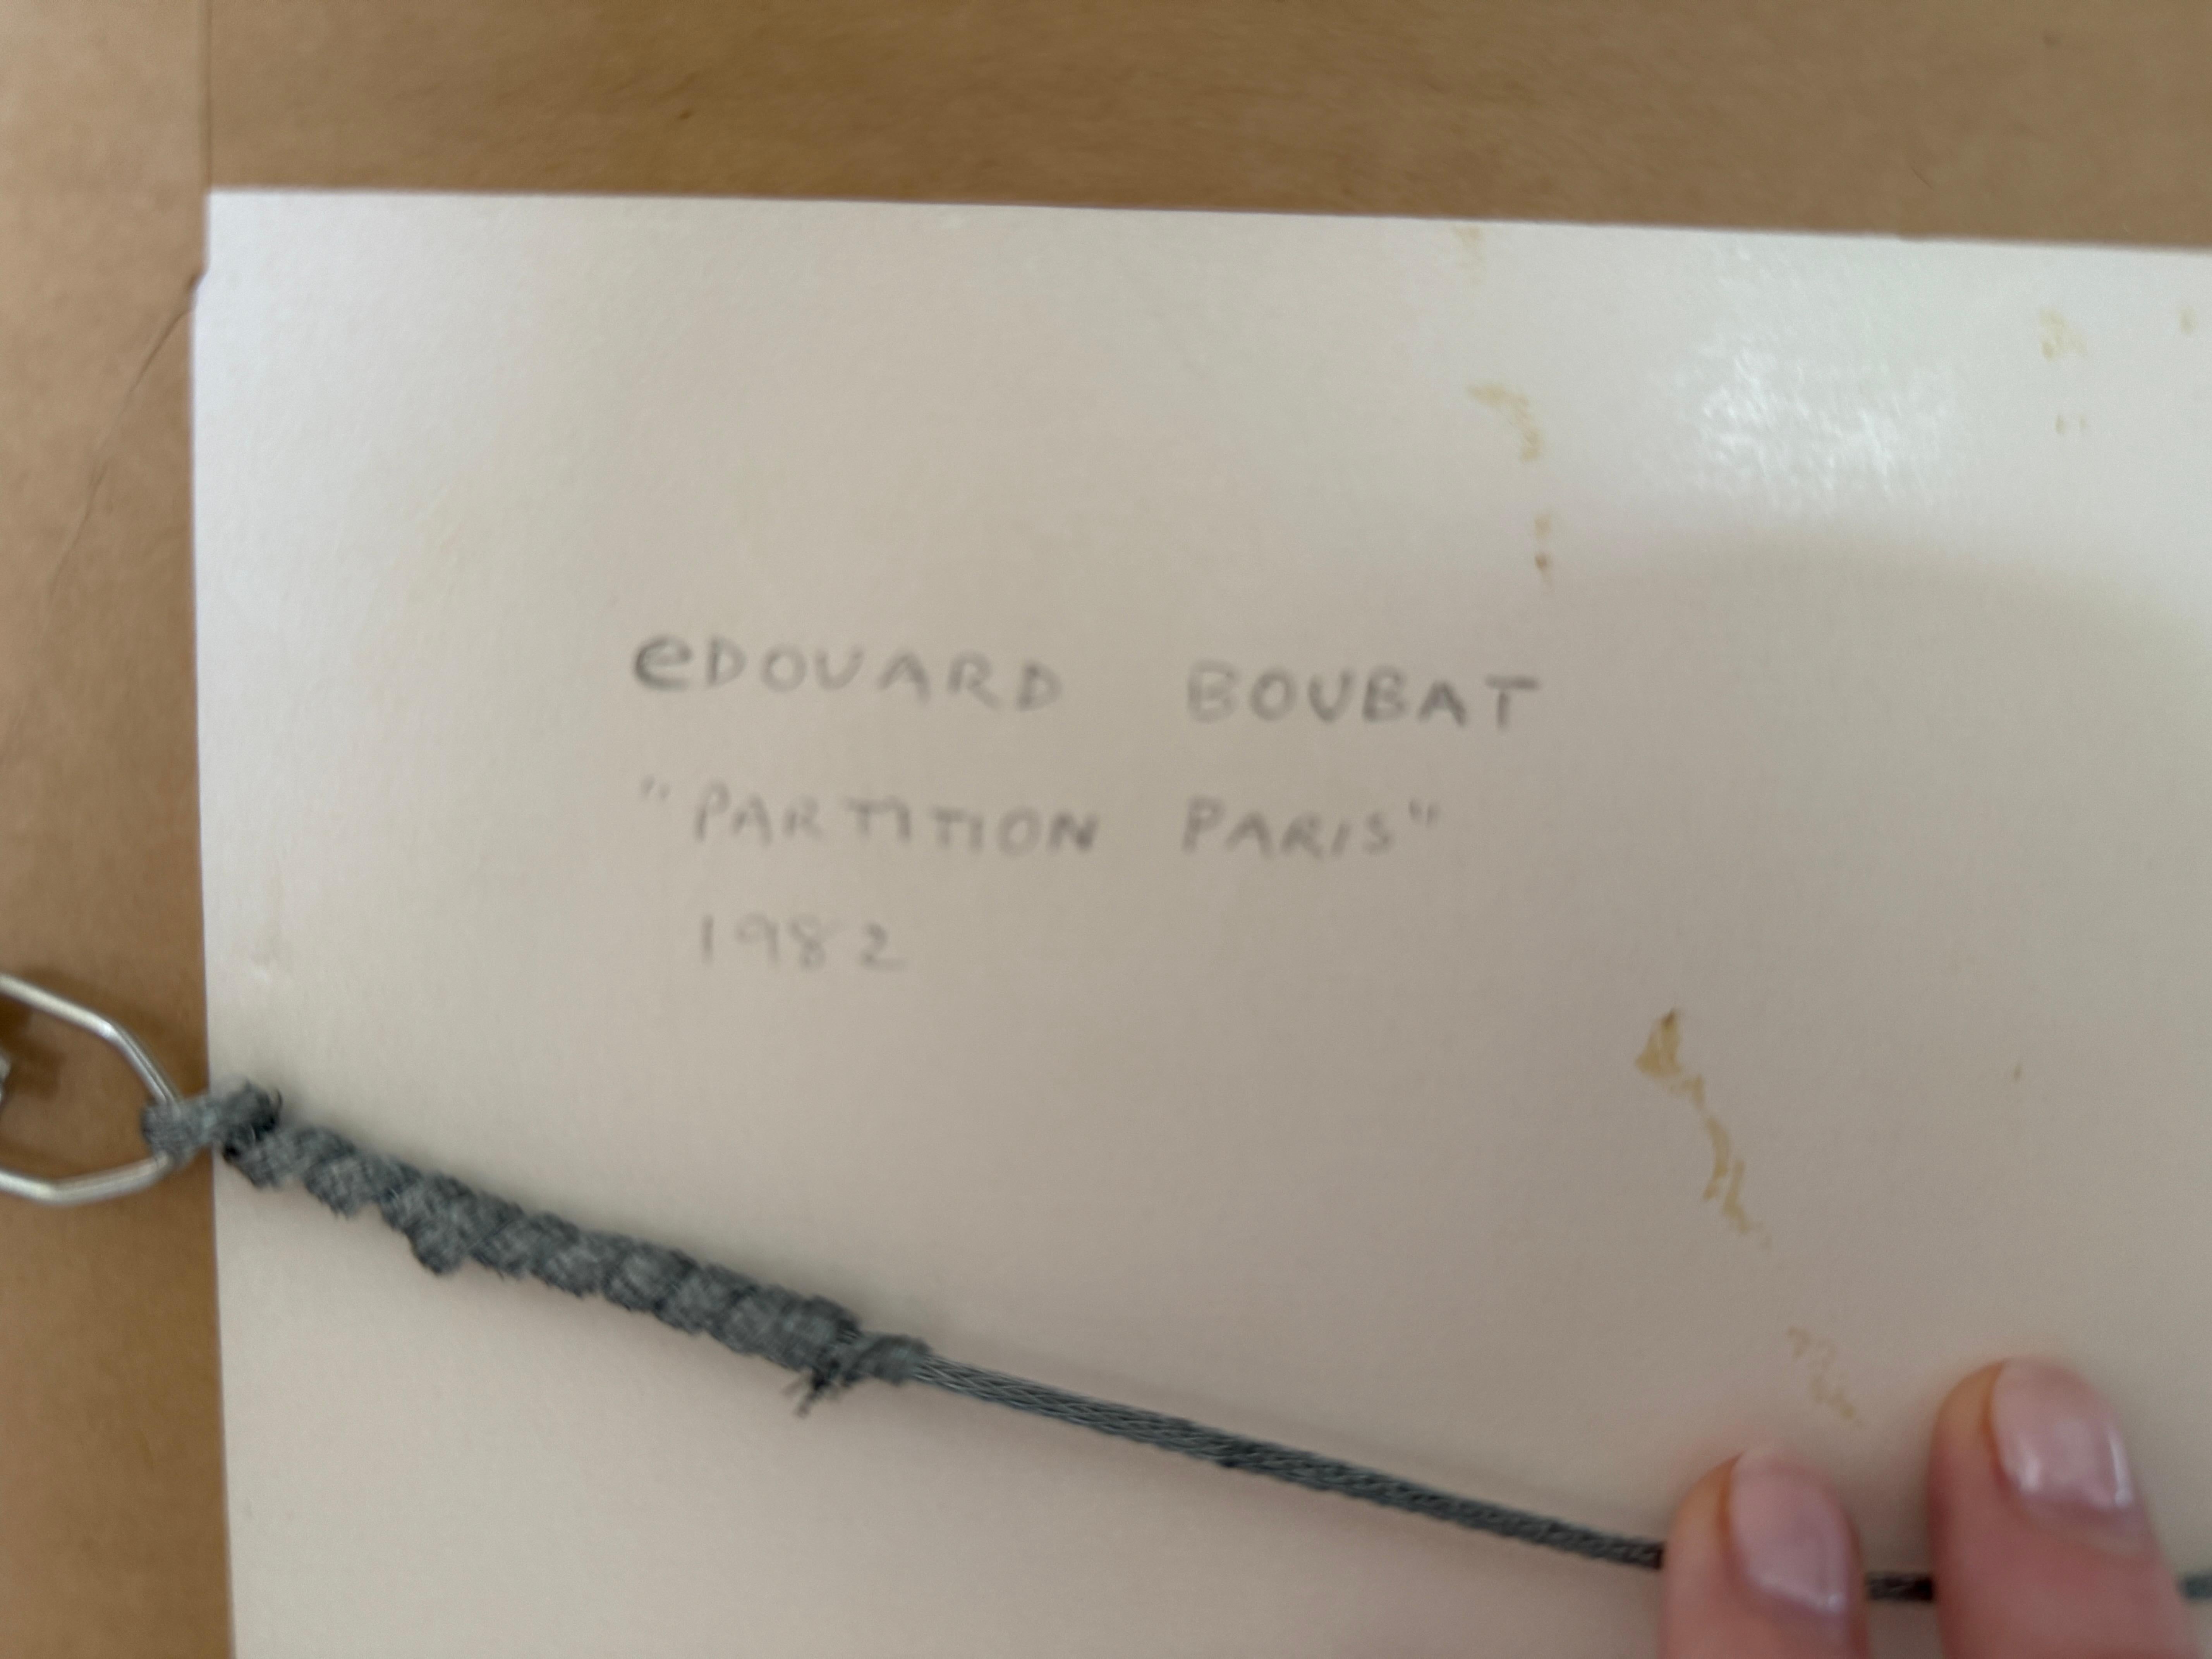 eDOUARD BOUBAT
"PARTITION PARIS"
1982